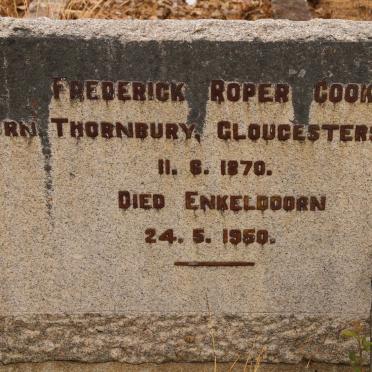 FREDERICK ROPER COOK
RN THORNBURY, GLOUCESTERS
11. 6. 1870.
DIED ENKELDOORN
24. 5. 1950.